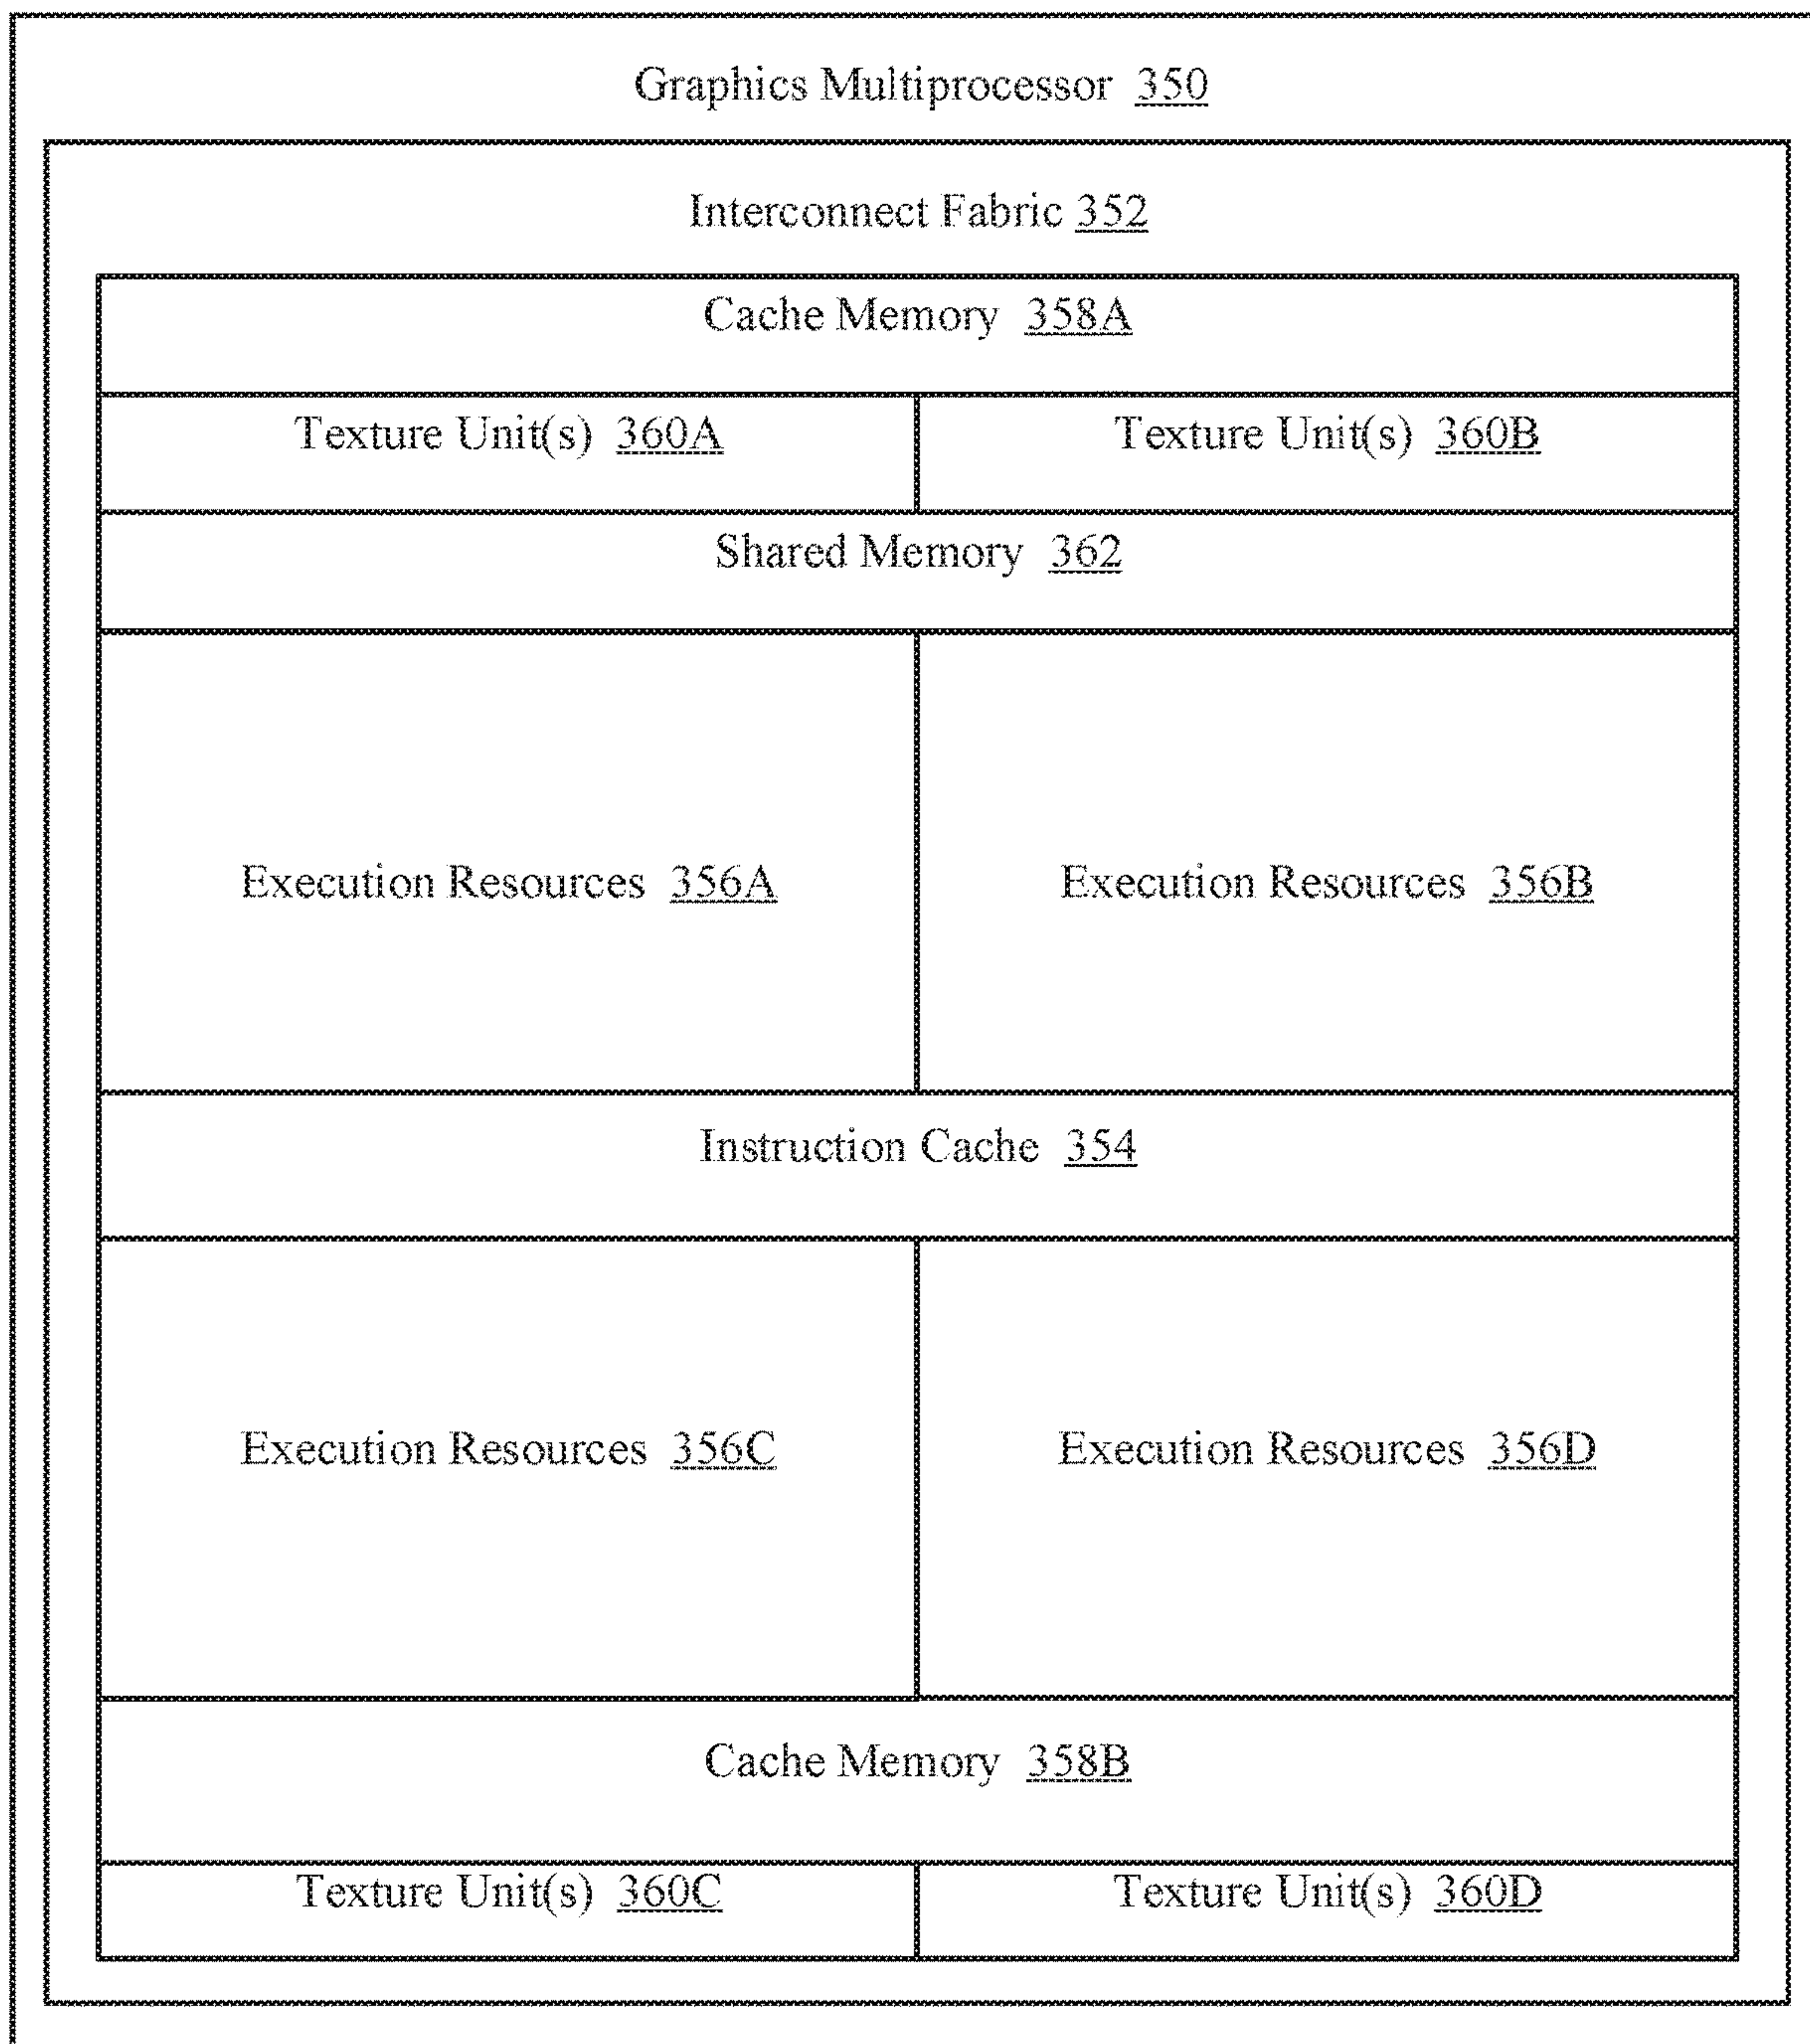 Graphics Multiprocessor 350
Interconnect Fabric 352
Cache Memory 358A
Texture Unit(s) 360A
Texture Unit(s) 360B
Shared Memory 362
Execution Resources 356A
Execution Resources 356B
Instruction Cache 354
Execution Resources 356C
Execution Resources 356D
Cache Memory 358B
Texture Unit(s) 360C
Texture Unit(s) 360D